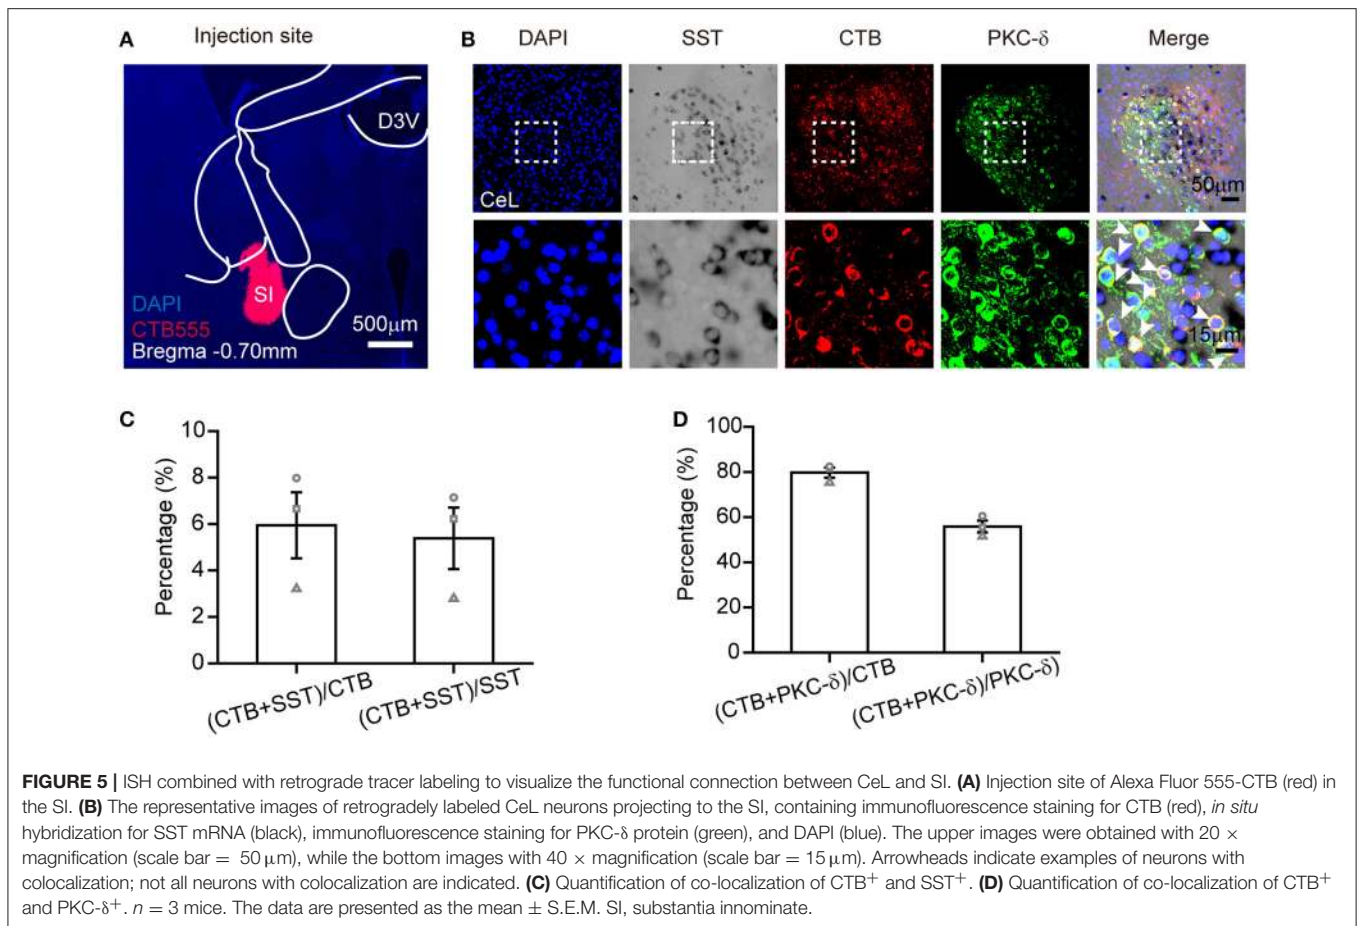 A
Injection site
D3V
SI
DAPI
CTB555
Bregma -0.70mm
500μm
B
DAPI
SST
CTB
PKC-δ
Merge
CeL
50μm
15μm
C
Percentage (%)
10
8
6
4
2
0
(CTB+SST)/CTB
(CTB+SST)/SST
D
Percentage (%)
100
80
60
40
20
0
(CTB+PKC-δ)/CTB
(CTB+PKC-δ)/PKC-δ)
FIGURE 5 | ISH combined with retrograde tracer labeling to visualize the functional connection between CeL and SI. (A) Injection site of Alexa Fluor 555-CTB (red) in
the SI. (B) The representative images of retrogradely labeled CeL neurons projecting to the SI, containing immunofluorescence staining for CTB (red), in situ
hybridization for SST mRNA (black), immunofluorescence staining for PKC-δ protein (green), and DAPI (blue). The upper images were obtained with 20 ×
magnification (scale bar = 50 μm), while the bottom images with 40 × magnification (scale bar = 15 μm). Arrowheads indicate examples of neurons with
colocalization; not all neurons with colocalization are indicated. (C) Quantification of co-localization of CTB⁺ and SST⁺. (D) Quantification of co-localization of CTB⁺
and PKC-δ⁺. n = 3 mice. The data are presented as the mean ± S.E.M. SI, substantia innominate.